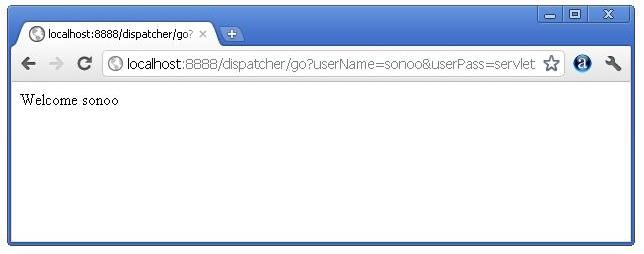 localhost:8888/dispatcher/go?
localhost:8888/dispatcher/go?userName=sonoo&userPass=servlet
a
Welcome sonoo